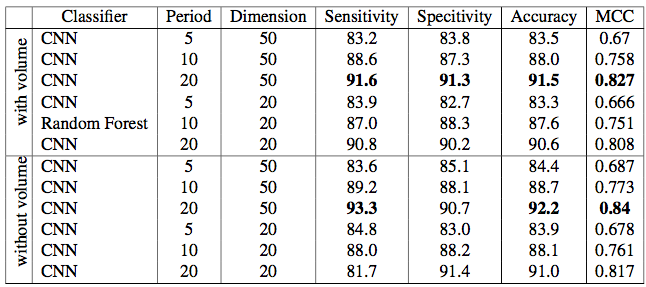 Classifier Period Dimension Sensitivity Specitivity Accuracy MCC
with volume
CNN 5 50 83.2 83.8 83.5 0.67
CNN 10 50 88.6 87.3 88.0 0.758
CNN 20 50 91.6 91.3 91.5 0.827
CNN 5 20 83.9 82.7 83.3 0.666
Random Forest 10 20 87.0 88.3 87.6 0.751
CNN 20 20 90.8 90.2 90.6 0.808
without volume
CNN 5 50 83.6 85.1 84.4 0.687
CNN 10 50 89.2 88.1 88.7 0.773
CNN 20 50 93.3 90.7 92.2 0.84
CNN 5 20 84.8 83.0 83.9 0.678
CNN 10 20 88.0 88.2 88.1 0.761
CNN 20 20 81.7 91.4 91.0 0.817